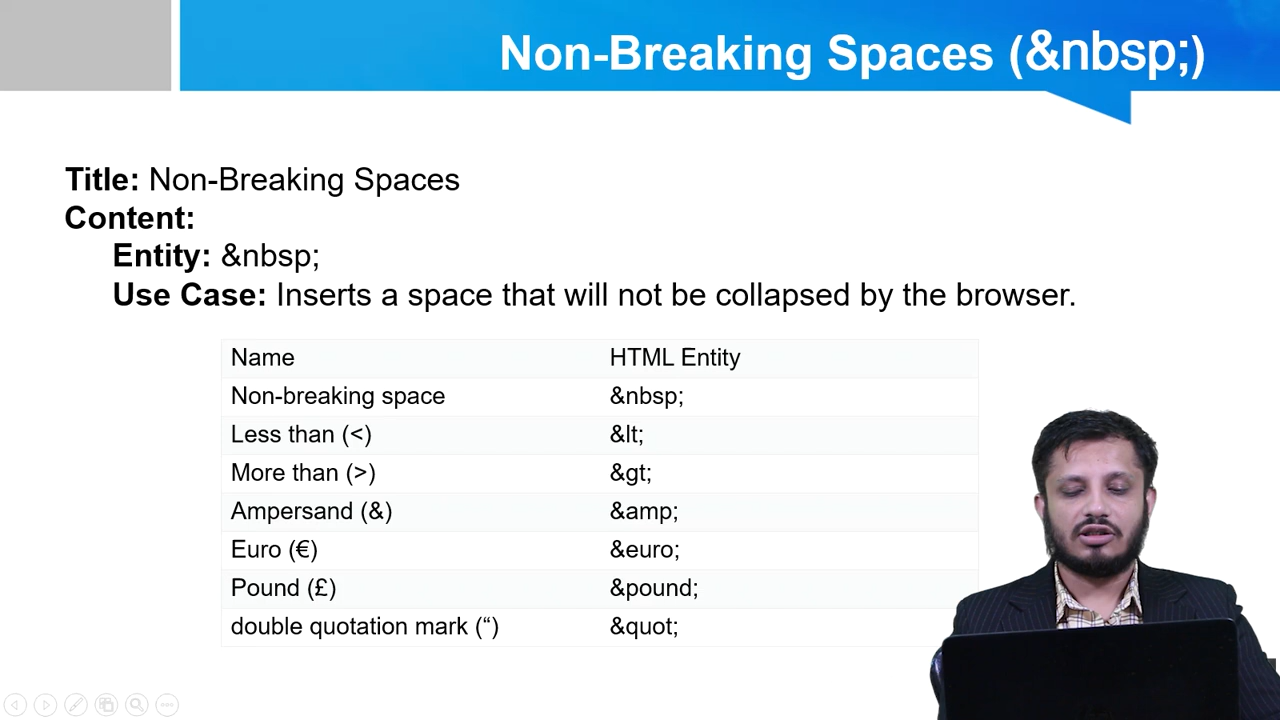 Non-Breaking Spaces (&nbsp;)
Title: Non-Breaking Spaces
Content:
Entity: &nbsp;
Use Case: Inserts a space that will not be collapsed by the browser.
Name HTML Entity
Non-breaking space &nbsp;
Less than (<) &lt;
More than (>) &gt;
Ampersand (&) &amp;
Euro (€) &euro;
Pound (£) &pound;
double quotation mark (“) &quot;